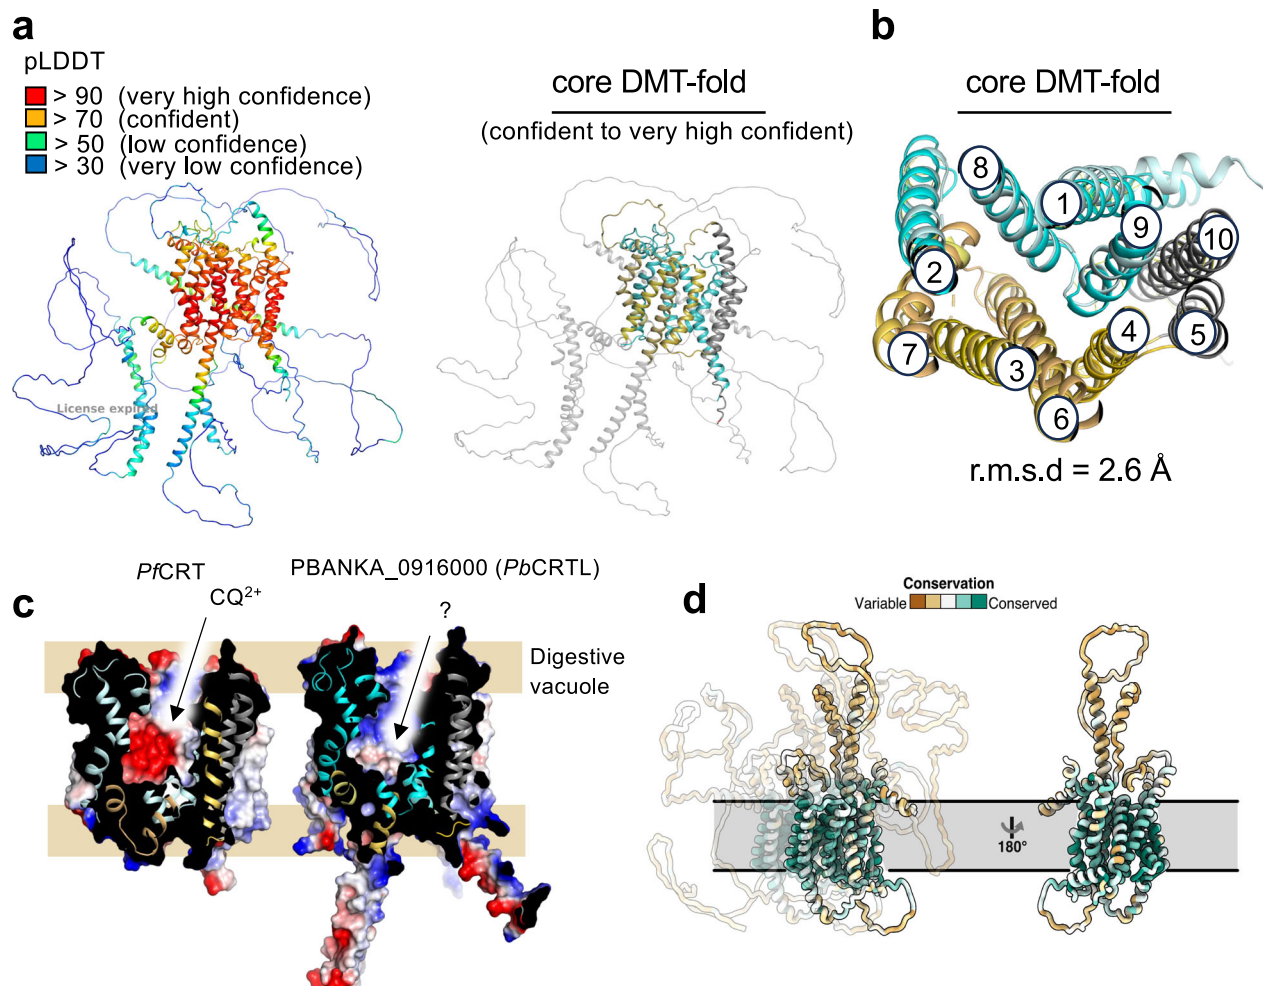 a
pLDDT
> 90 (very high confidence)
> 70 (confident)
> 50 (low confidence)
> 30 (very low confidence)
License expired
core DMT-fold
(confident to very high confident)
b
core DMT-fold
8
1
9
10
2
4
5
7
3
6
r.m.s.d = 2.6 Å
c
PfCRT
CQ2+
PBANKA_0916000 (PbCRTL)
?
Digestive
vacuole
d
Conservation
Variable Conserved
180°